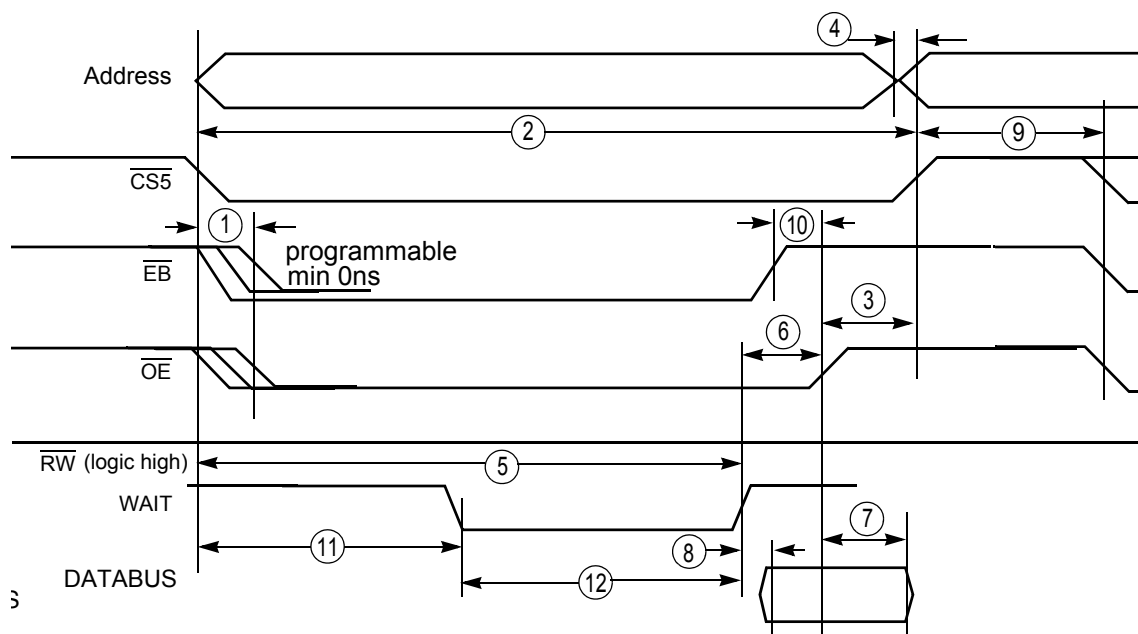 4
Address
2
9
CS5
1
10
programmable
min 0ns
EB
3
6
OE
RW (logic high)
5
WAIT
7
11
8
DATABUS
12
s